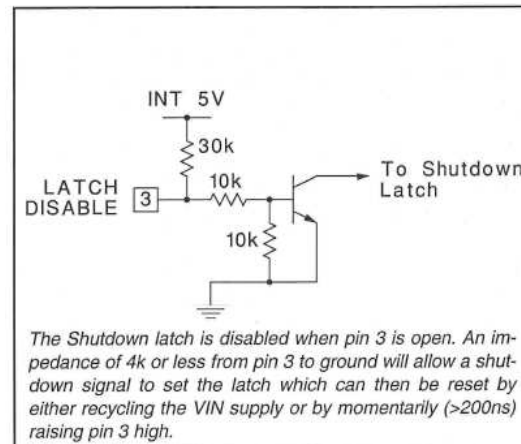 INT 5V
30k
LATCH
DISABLE
3
10k
To Shutdown
Latch
10k
The Shutdown latch is disabled when pin 3 is open. An im-
pedance of 4k or less from pin 3 to ground will allow a shut-
down signal to set the latch which can then be reset by
either recycling the VIN supply or by momentarily (>200ns)
raising pin 3 high.